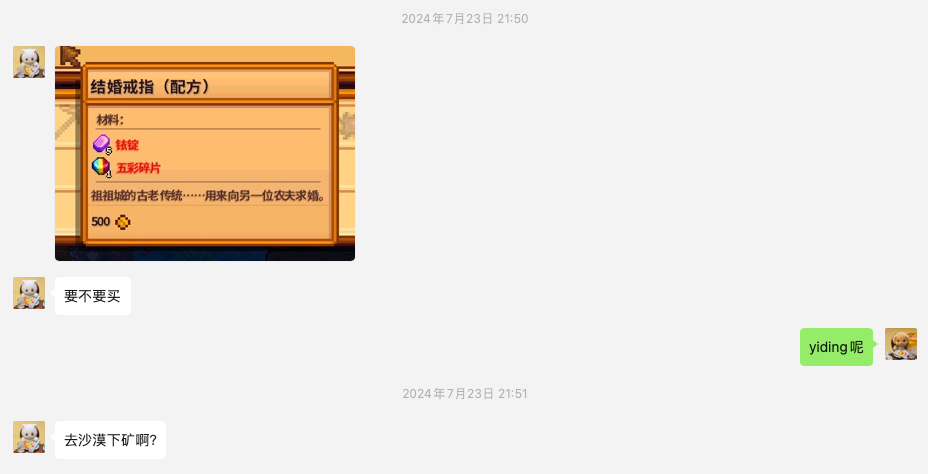 2024年7月23日 21:50
结婚戒指（配方）
材料：
5 铱锭
1 五彩碎片
祖祖城的古老传统……用来向另一位农夫求婚。
500
要不要买
yiding呢
2024年7月23日 21:51
去沙漠下矿啊?